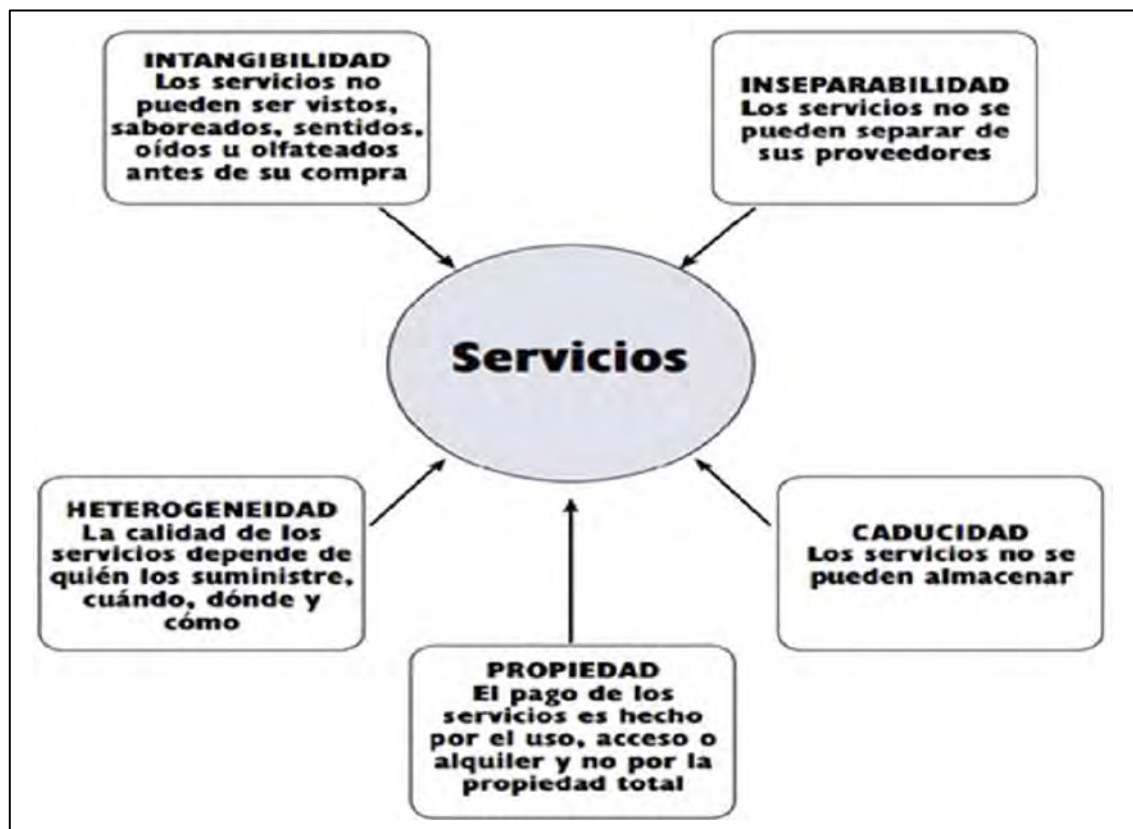 INTANGIBILIDAD
Los servicios no
pueden ser vistos,
saboreados, sentidos,
oídos u olfateados
antes de su compra
INSEPARABILIDAD
Los servicios no se
pueden separar de
sus proveedores
Servicios
HETEROGENEIDAD
La calidad de los
servicios depende de
quién los suministre,
cuándo, dónde y
cómo
CADUCIDAD
Los servicios no se
pueden almacenar
PROPIEDAD
El pago de los
servicios es hecho
por el uso, acceso o
alquiler y no por la
propiedad total